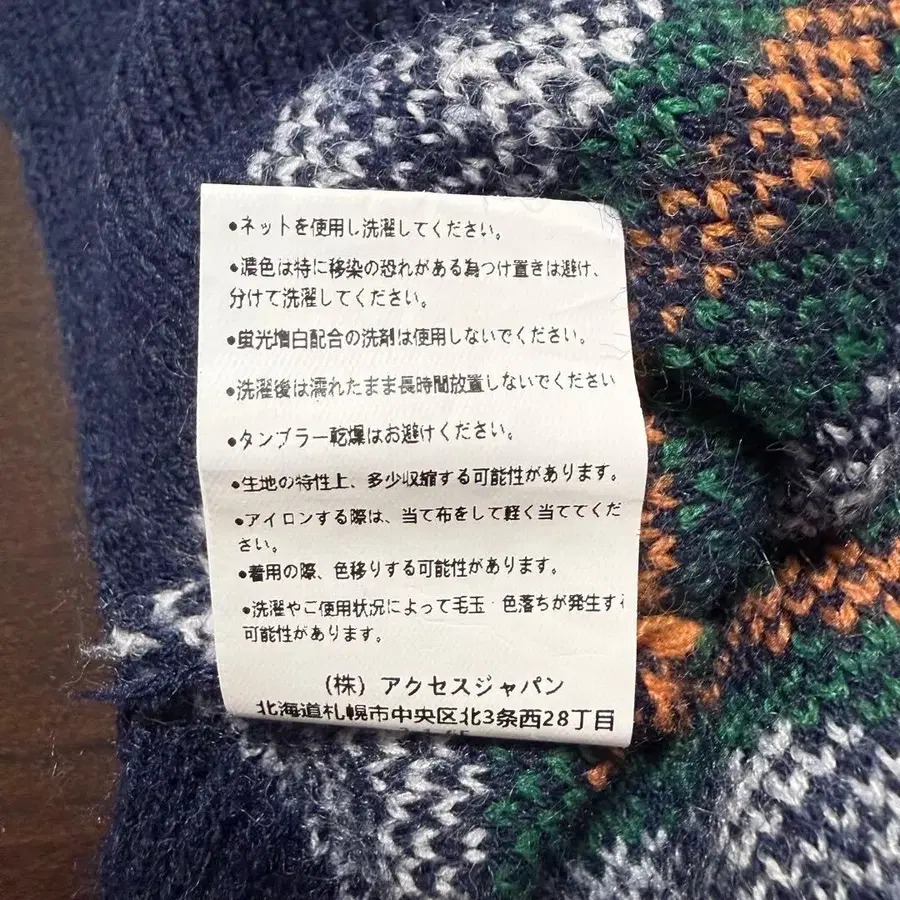 •ネットを使用し洗濯してください。
•濃色は特に移染の恐れがある為つけ置きは避け、
分けて洗濯してください。
•蛍光増白配合の洗剤は使用しないでください。
•洗濯後は濡れたまま長時間放置しないでください
•タンブラー乾燥はお避けください。
•生地の特性上、多少収縮する可能性があります。
•アイロンする際は、当て布をして軽く当ててくだ
さい。
•着用の際、色移りする可能性があります。
•洗濯やご使用状況によって毛玉・色落ちが発生する
可能性があります。
(株) アクセスジャパン
北海道札幌市中央区北3条西28丁目